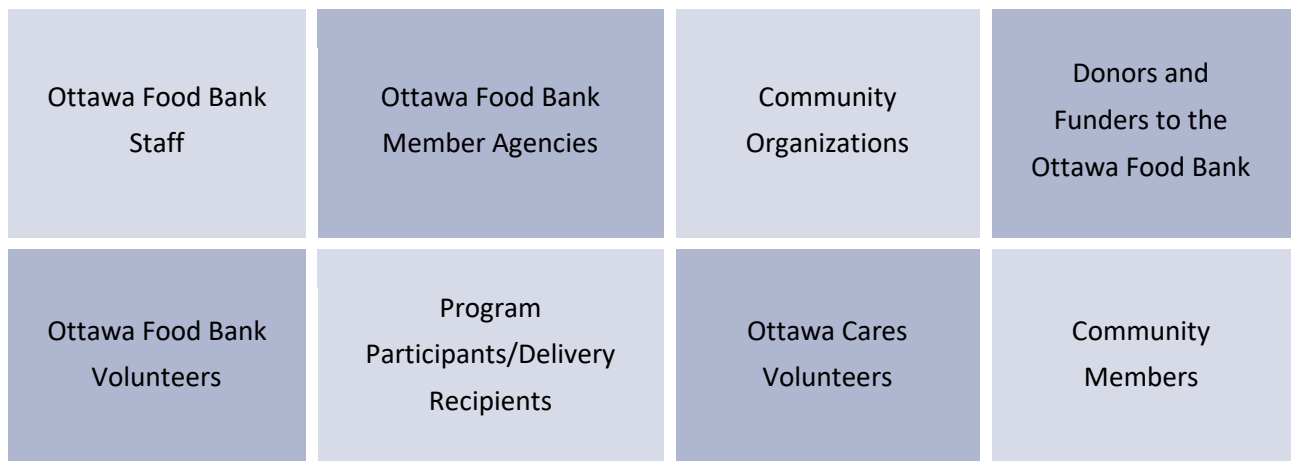 Ottawa Food Bank
Staff
Ottawa Food Bank
Member Agencies
Community
Organizations
Donors and
Funders to the
Ottawa Food Bank
Ottawa Food Bank
Volunteers
Program
Participants/Delivery
Recipients
Ottawa Cares
Volunteers
Community
Members